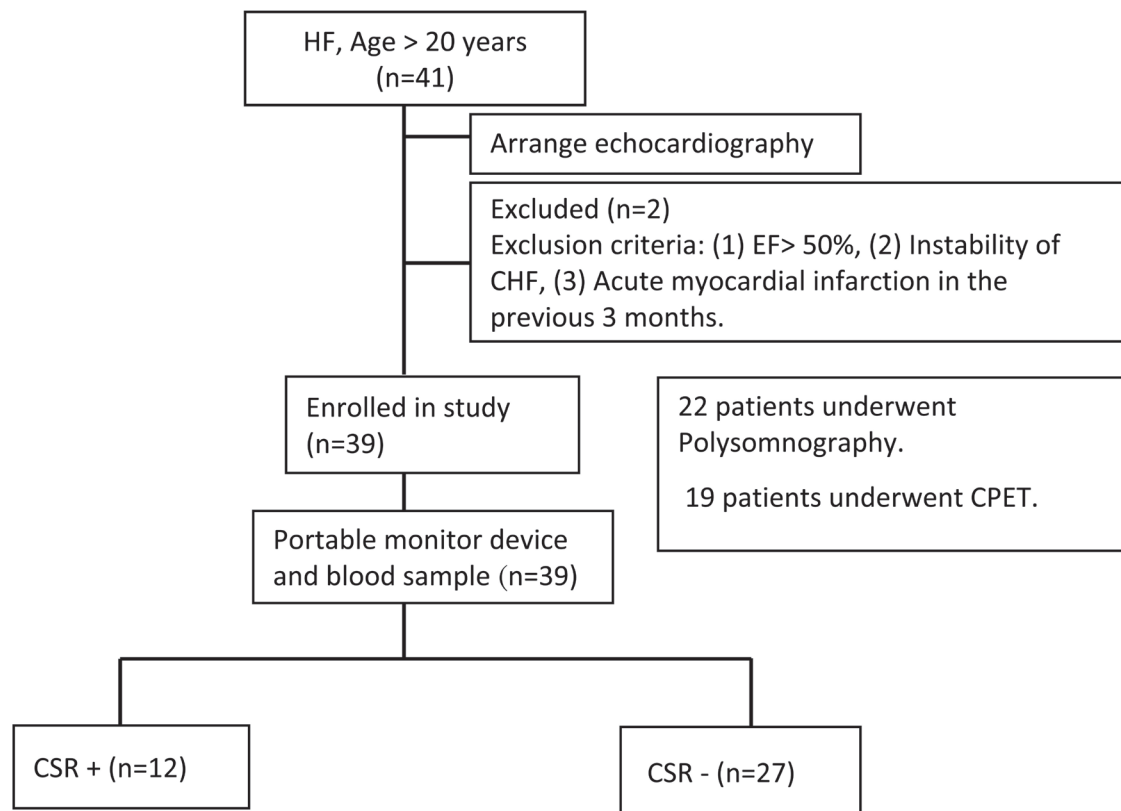 HF, Age > 20 years
(n=41)
Arrange echocardiography
Excluded (n=2)
Exclusion criteria: (1) EF> 50%, (2) Instability of
CHF, (3) Acute myocardial infarction in the
previous 3 months.
Enrolled in study
(n=39)
22 patients underwent
Polysomnography.
19 patients underwent CPET.
Portable monitor device
and blood sample (n=39)
CSR + (n=12)
CSR - (n=27)